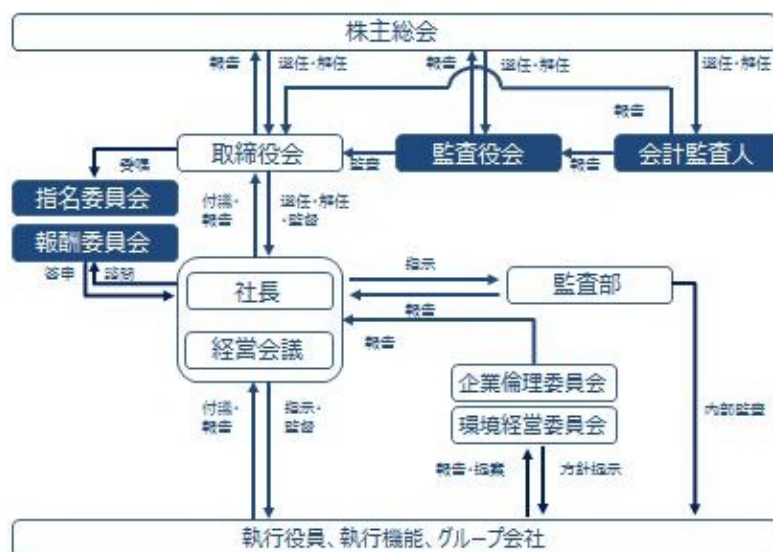 株主総会
報告
選任・解任
報告
選任・解任
選任・解任
報告
取締役会
監査
監査役会
報告
会計監査人
受嘱
指名委員会
報酬委員会
付議・
報告
選任・解任
・監督
答申
諮問
社長
経営会議
指示
報告
監査部
報告
企業倫理委員会
環境経営委員会
内部監査
付議・
報告
指示・
監督
報告・提案
方針指示
執行役員、執行機能、グループ会社